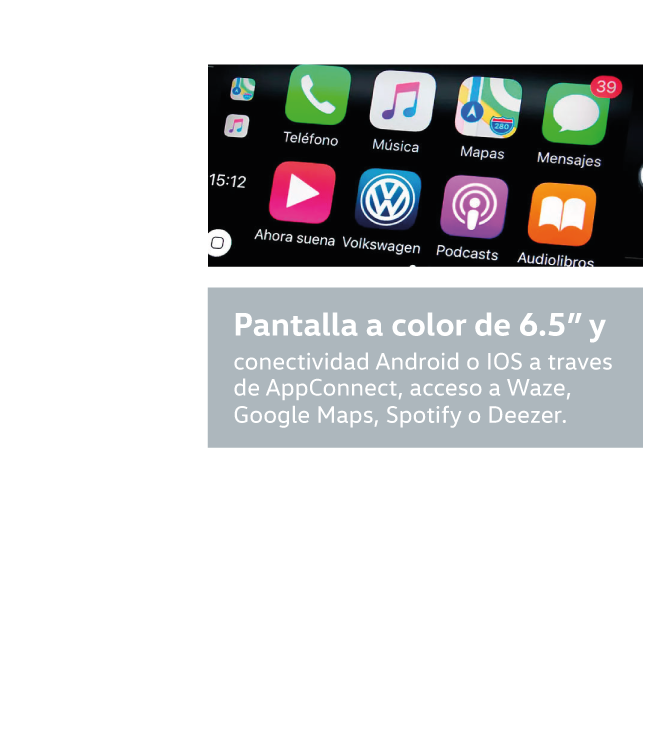 39
280
Teléfono
Música
Mapas
Mensajes
15:12
Ahora suena
Volkswagen
Podcasts
Audiolibros
Pantalla a color de 6.5” y
conectividad Android o IOS a traves
de AppConnect, acceso a Waze,
Google Maps, Spotify o Deezer.